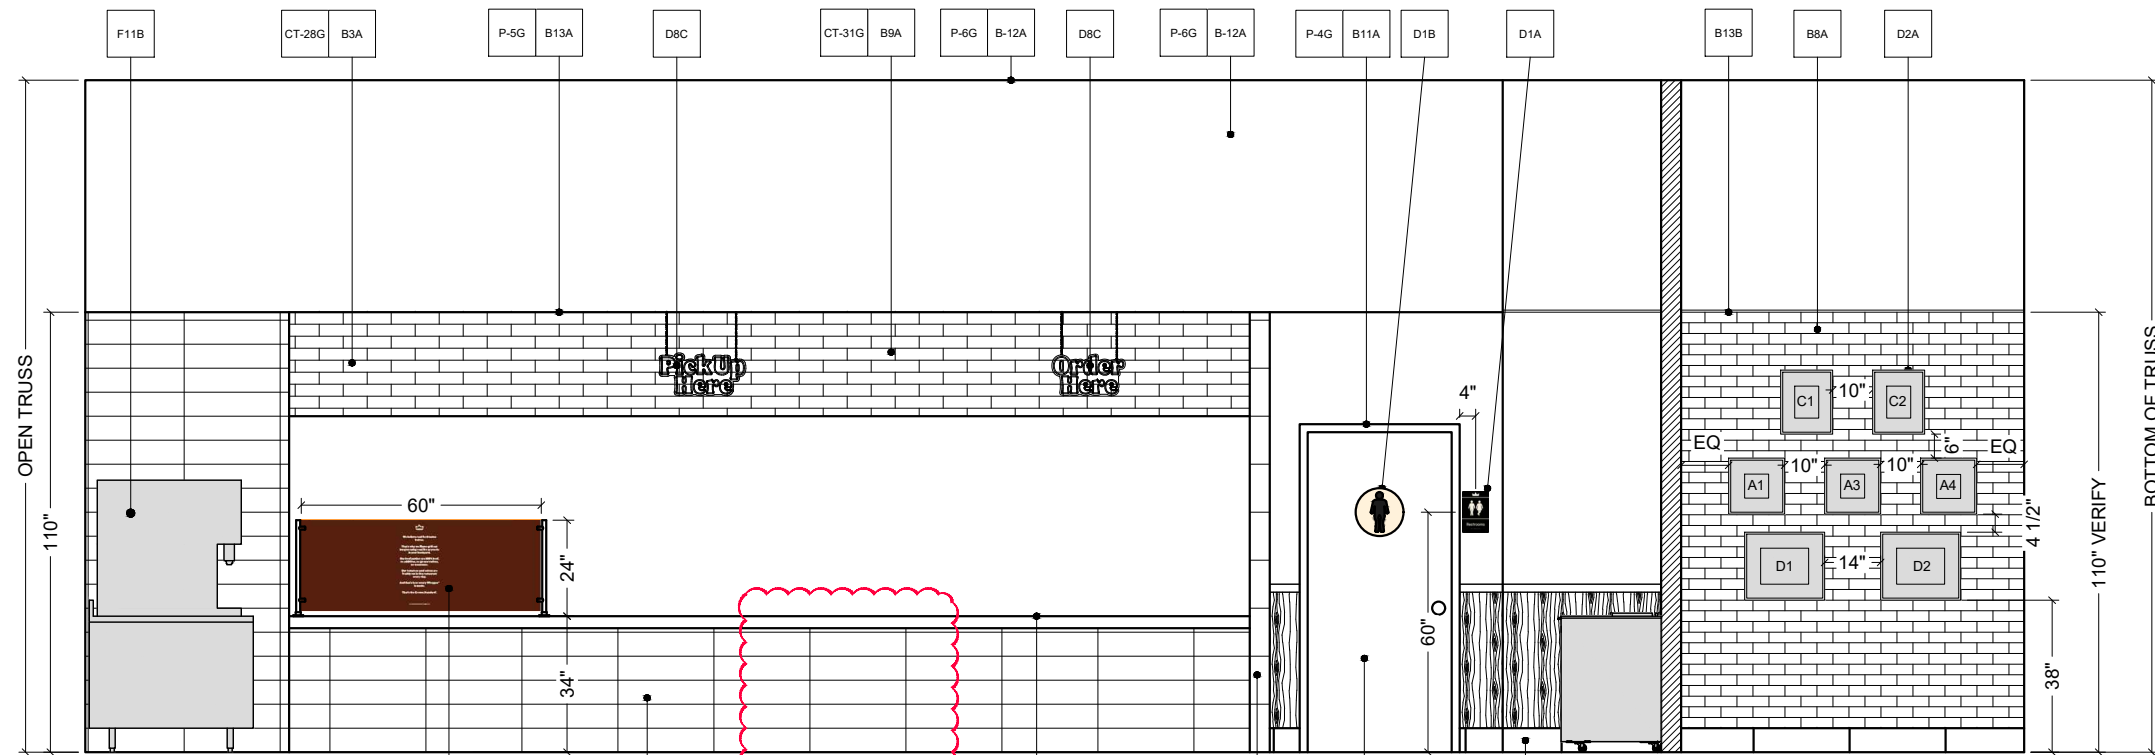 F11B
CT-28G B3A
P-5G B13A
D8C
CT-31G B9A
P-6G B-12A
D8C
P-6G B-12A
P-4G B11A
D1B
D1A
B13B
B8A
D2A
OPEN TRUSS
110"
60"
24"
34"
PickUp
Here
Order
Here
4"
60"
Restrooms
C1
10"
C2
EQ
6"
EQ
A1
10"
A3
10"
A4
4 1/2"
D1
14"
D2
38"
110" VERIFY
BOTTOM OF TRUSS